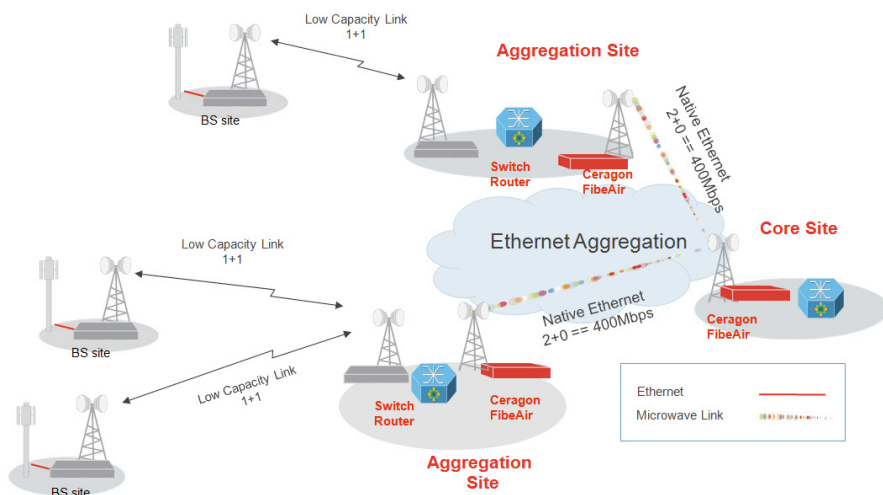 Low Capacity Link
1+1
BS site
Aggregation Site
Switch
Router
Ceragon
FibeAir
Native Ethernet
2+0 == 400Mbps
Ethernet Aggregation
Core Site
Ceragon
FibeAir
Low Capacity Link
1+1
BS site
Native Ethernet
2+0 == 400Mbps
Low Capacity Link
1+1
BS site
Switch
Router
Ceragon
FibeAir
Aggregation
Site
Ethernet
Microwave Link